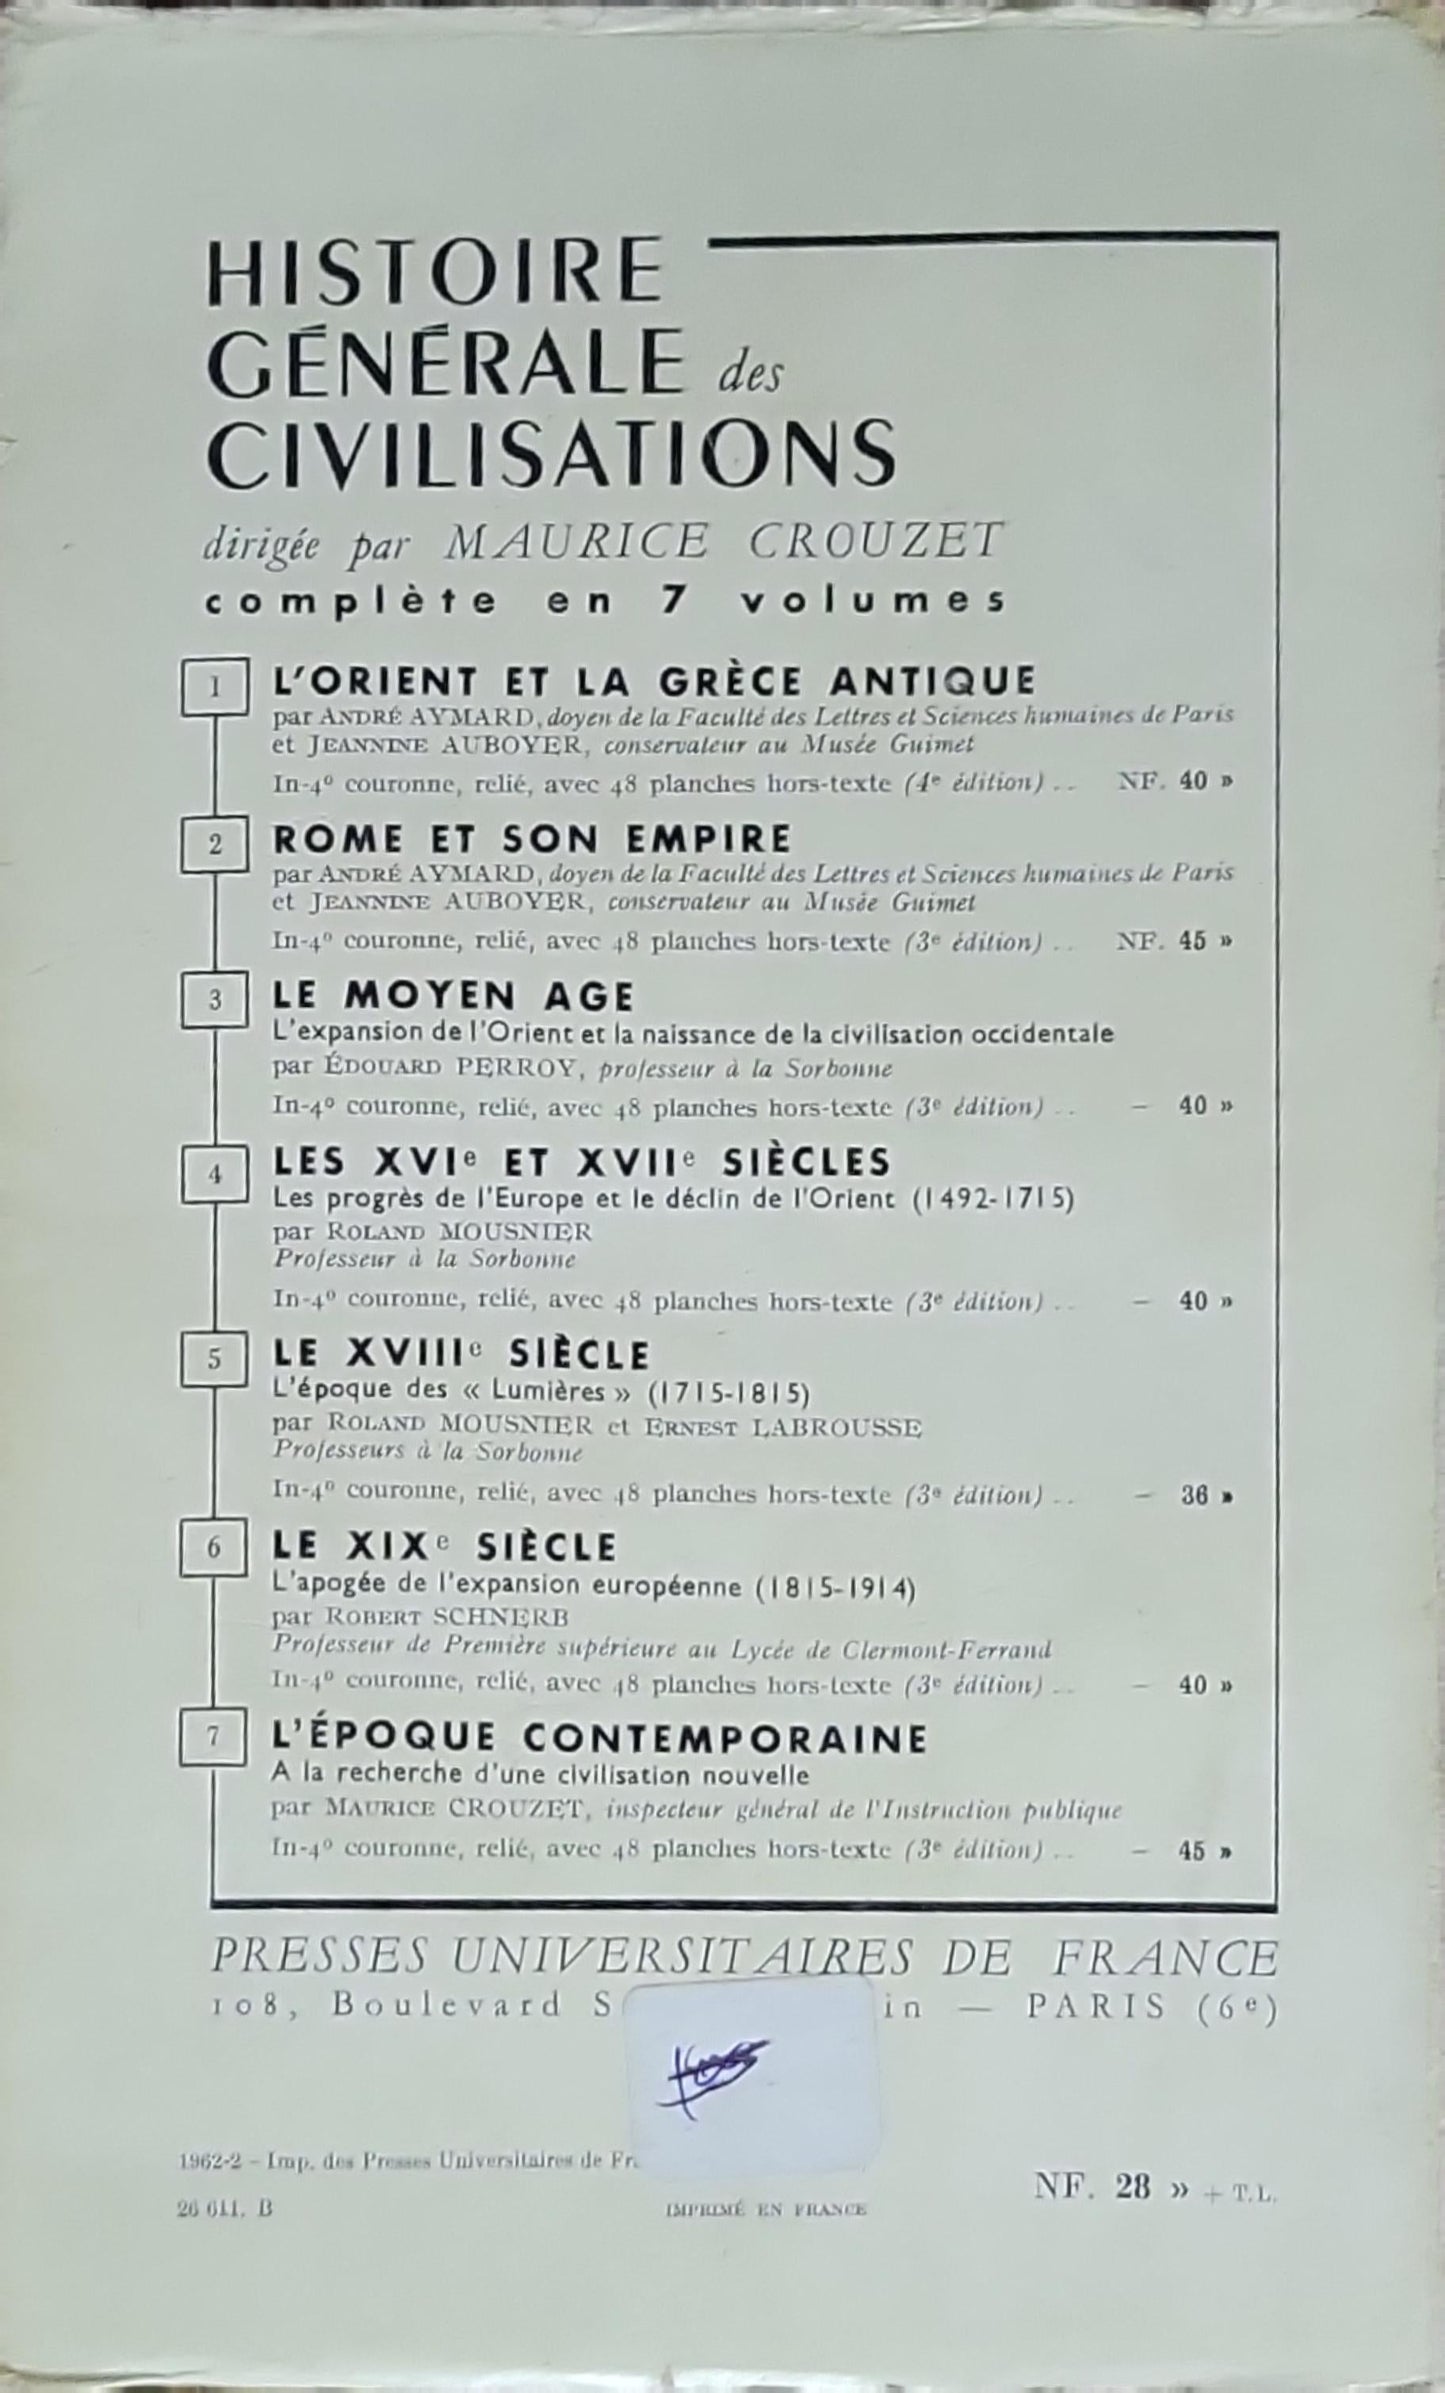 HISTOIRE
GÉNÉRALE des
CIVILISATIONS
dirigée par MAURICE CROUZET
complète en 7 volumes
1 L'ORIENT ET LA GRÈCE ANTIQUE
par ANDRÉ AYMARD, doyen de la Faculté des Lettres et Sciences humaines de Paris
et JEANNINE AUBOYER, conservateur au Musée Guimet
In-4º couronne, relié, avec 48 planches hors-texte (4e édition) .. NF. 40 »
2 ROME ET SON EMPIRE
par ANDRÉ AYMARD, doyen de la Faculté des Lettres et Sciences humaines de Paris
et JEANNINE AUBOYER, conservateur au Musée Guimet
In-4º couronne, relié, avec 48 planches hors-texte (3e édition) .. NF. 45 »
3 LE MOYEN AGE
L'expansion de l'Orient et la naissance de la civilisation occidentale
par ÉDOUARD PERROY, professeur à la Sorbonne
In-4º couronne, relié, avec 48 planches hors-texte (3e édition) .. — 40 »
4 LES XVIe ET XVIIe SIÈCLES
Les progrès de l'Europe et le déclin de l'Orient (1492-1715)
par ROLAND MOUSNIER
Professeur à la Sorbonne
In-4º couronne, relié, avec 48 planches hors-texte (3e édition) .. — 40 »
5 LE XVIIIe SIÈCLE
L'époque des « Lumières » (1715-1815)
par ROLAND MOUSNIER et ERNEST LABROUSSE
Professeurs à la Sorbonne
In-4º couronne, relié, avec 48 planches hors-texte (3e édition) .. — 36 »
6 LE XIXe SIÈCLE
L'apogée de l'expansion européenne (1815-1914)
par ROBERT SCHNERB
Professeur de Première supérieure au Lycée de Clermont-Ferrand
In-4º couronne, relié, avec 48 planches hors-texte (3e édition) .. — 40 »
7 L'ÉPOQUE CONTEMPORAINE
A la recherche d'une civilisation nouvelle
par MAURICE CROUZET, inspecteur général de l'Instruction publique
In-4º couronne, relié, avec 48 planches hors-texte (3e édition) .. — 45 »
PRESSES UNIVERSITAIRES DE FRANCE
108, Boulevard S in — PARIS (6e)
1962-2 – Imp. des Presses Universitaires de Fr
26 611. B IMPRIMÉ EN FRANCE NF. 28 » + T.L.